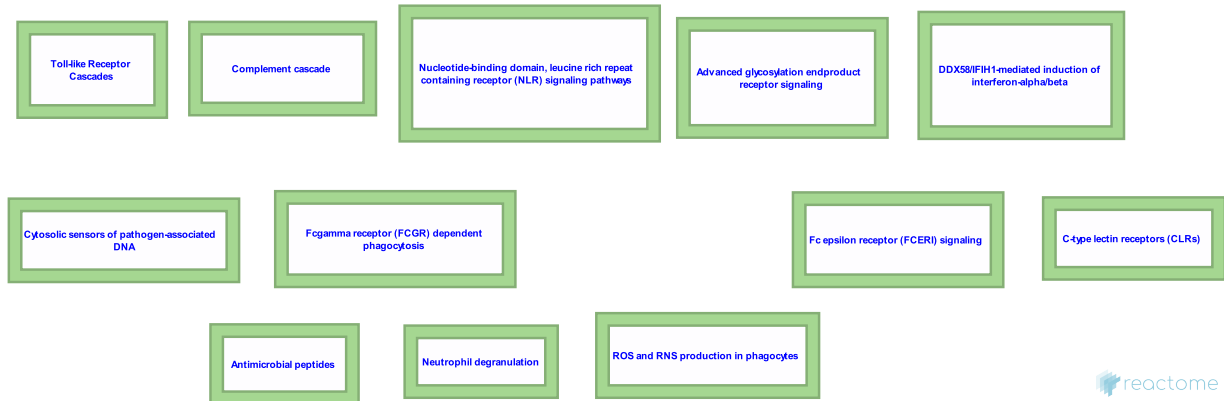 Toll-like Receptor
Cascades
Complement cascade
Nucleotide-binding domain, leucine rich repeat
containing receptor (NLR) signaling pathways
Advanced glycosylation endproduct
receptor signaling
DDX58/IFIH1-mediated induction of
interferon-alpha/beta
Cytosolic sensors of pathogen-associated
DNA
Fcgamma receptor (FCGR) dependent
phagocytosis
Fc epsilon receptor (FCERI) signaling
C-type lectin receptors (CLRs)
Antimicrobial peptides
Neutrophil degranulation
ROS and RNS production in phagocytes
reactome